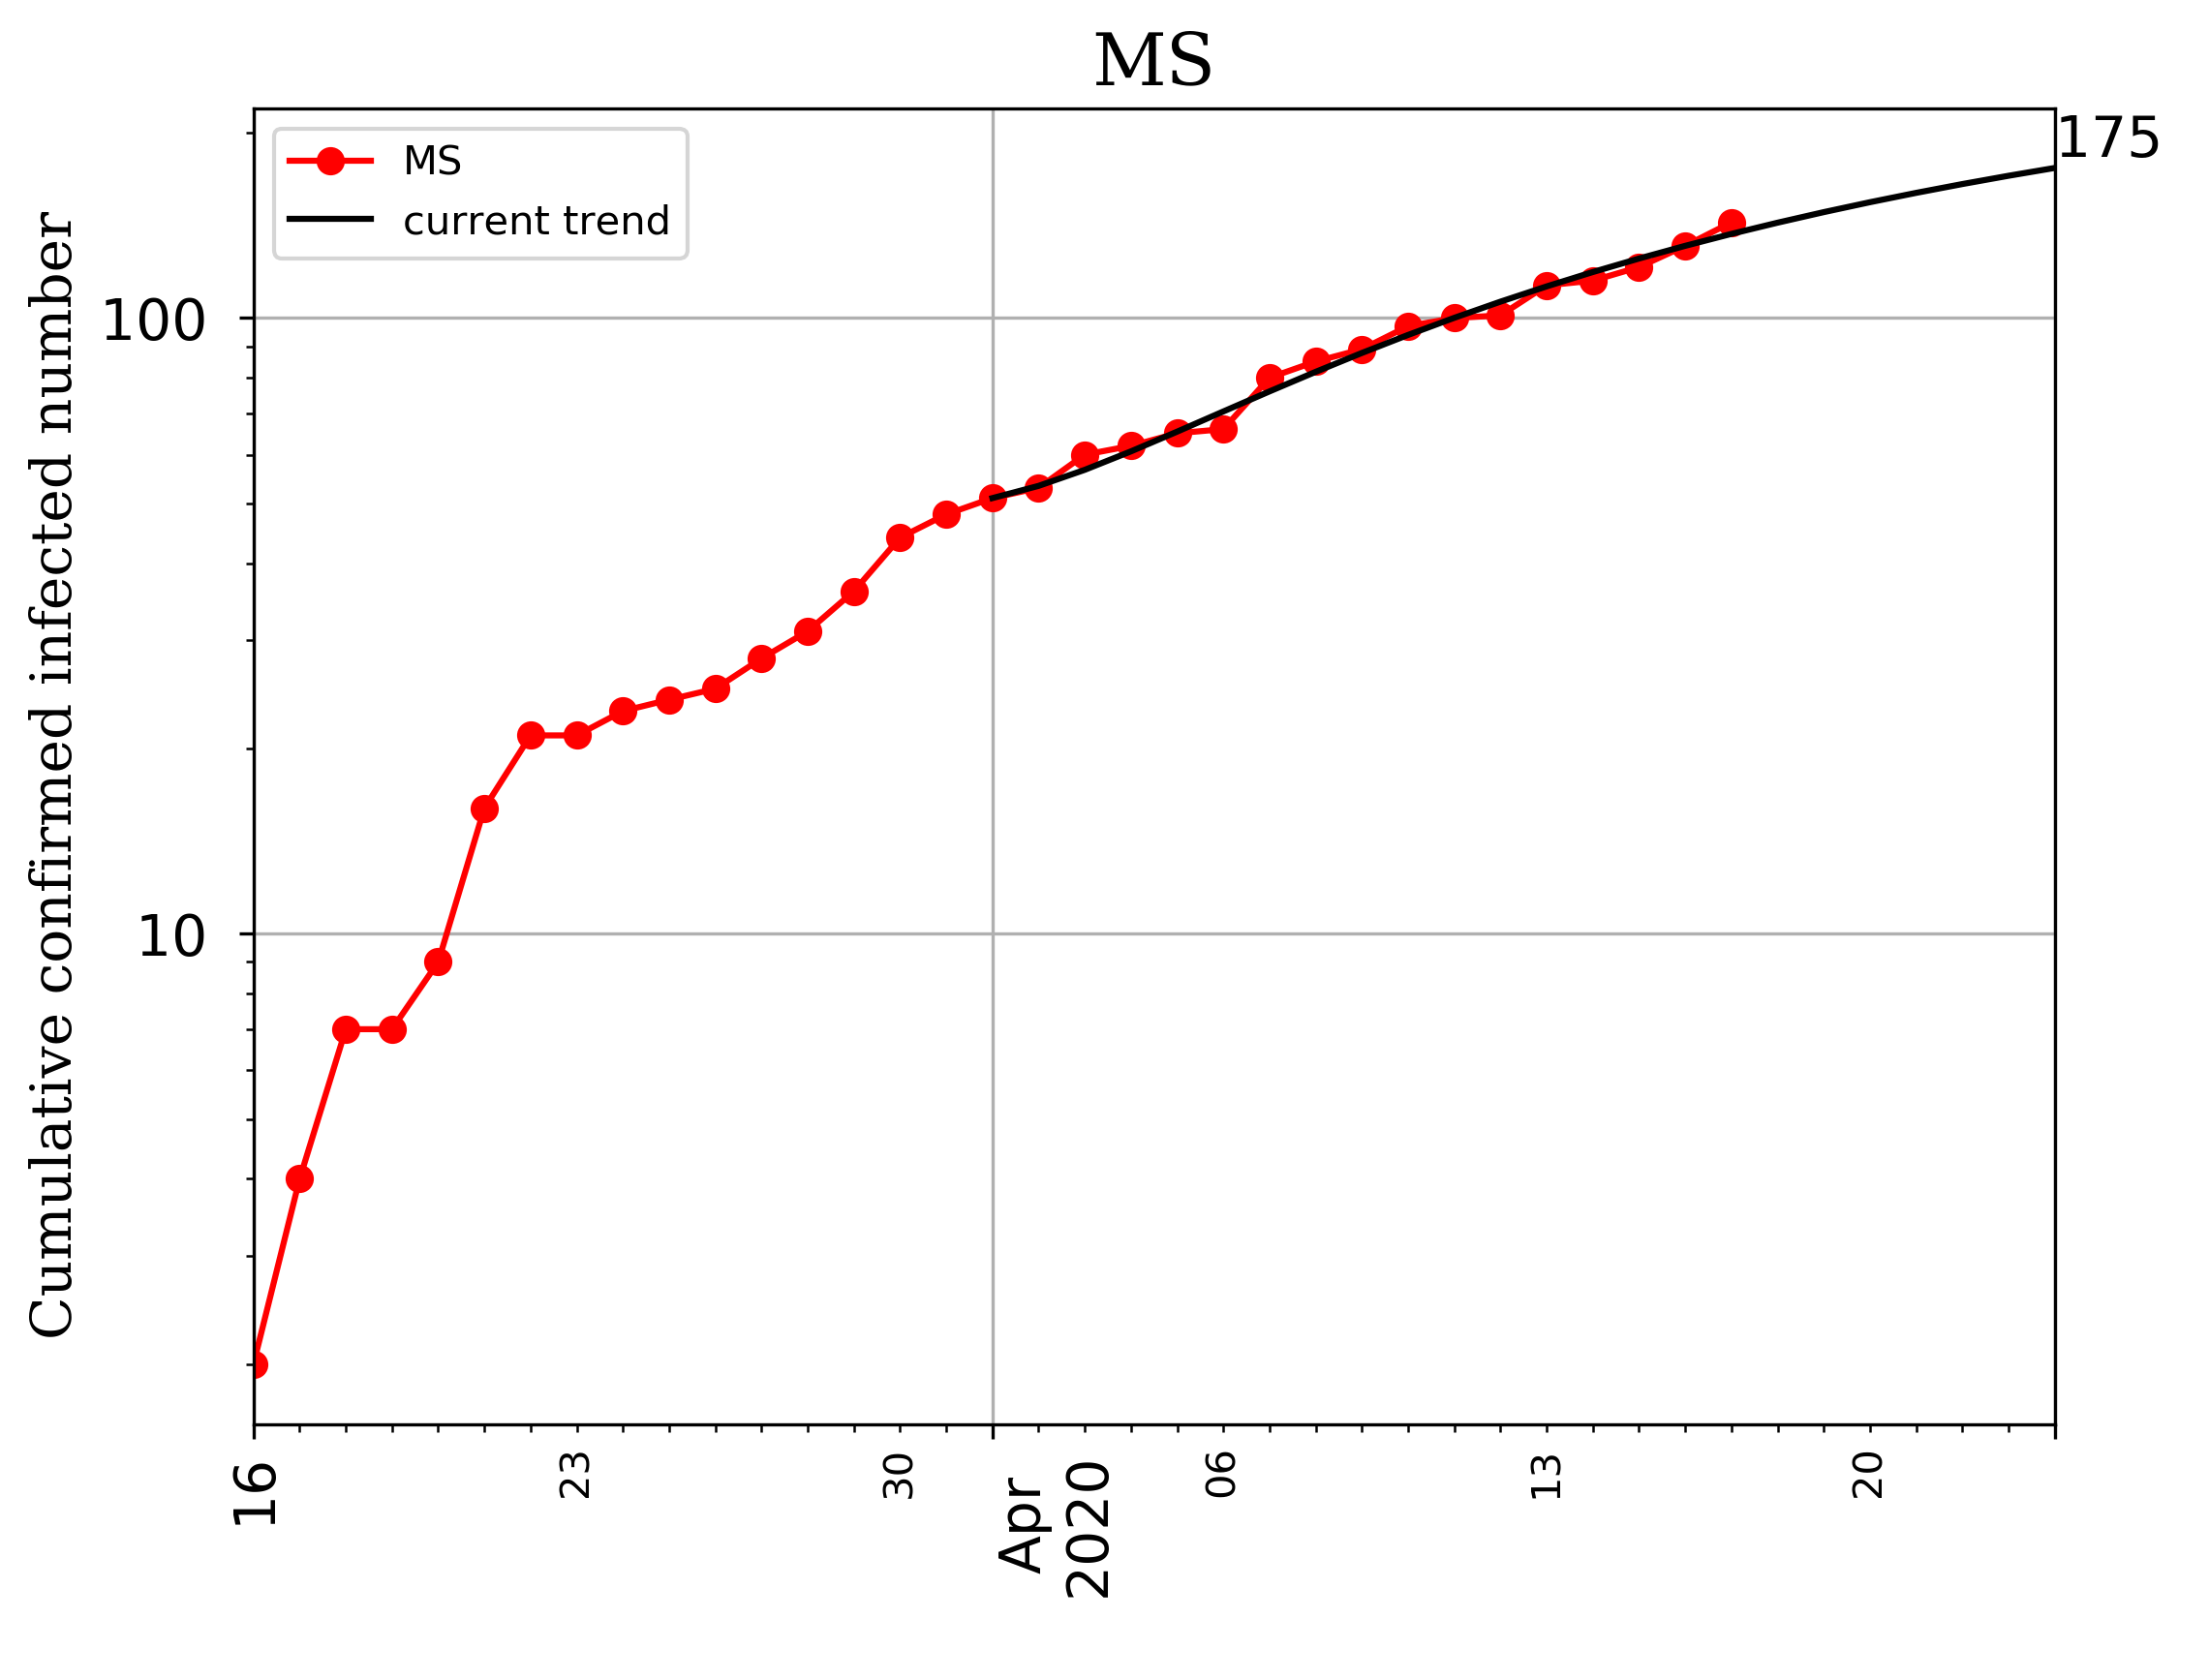 MS
175
MS
current trend
Cumulative confirmed infected number
100
10
16
23
30
Apr
2020
06
13
20